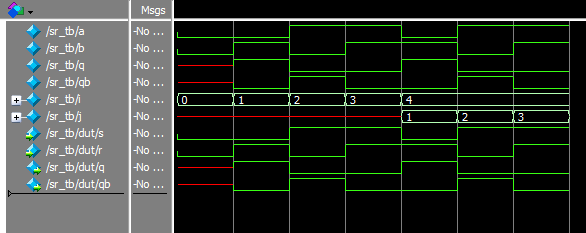 Msgs
/sr_tb/a -No ...
/sr_tb/b -No ...
/sr_tb/q -No ...
/sr_tb/qb -No ...
/sr_tb/i -No ... 0 1 2 3 4
/sr_tb/j -No ... 1 2 3
/sr_tb/dut/s -No ...
/sr_tb/dut/r -No ...
/sr_tb/dut/q -No ...
/sr_tb/dut/qb -No ...